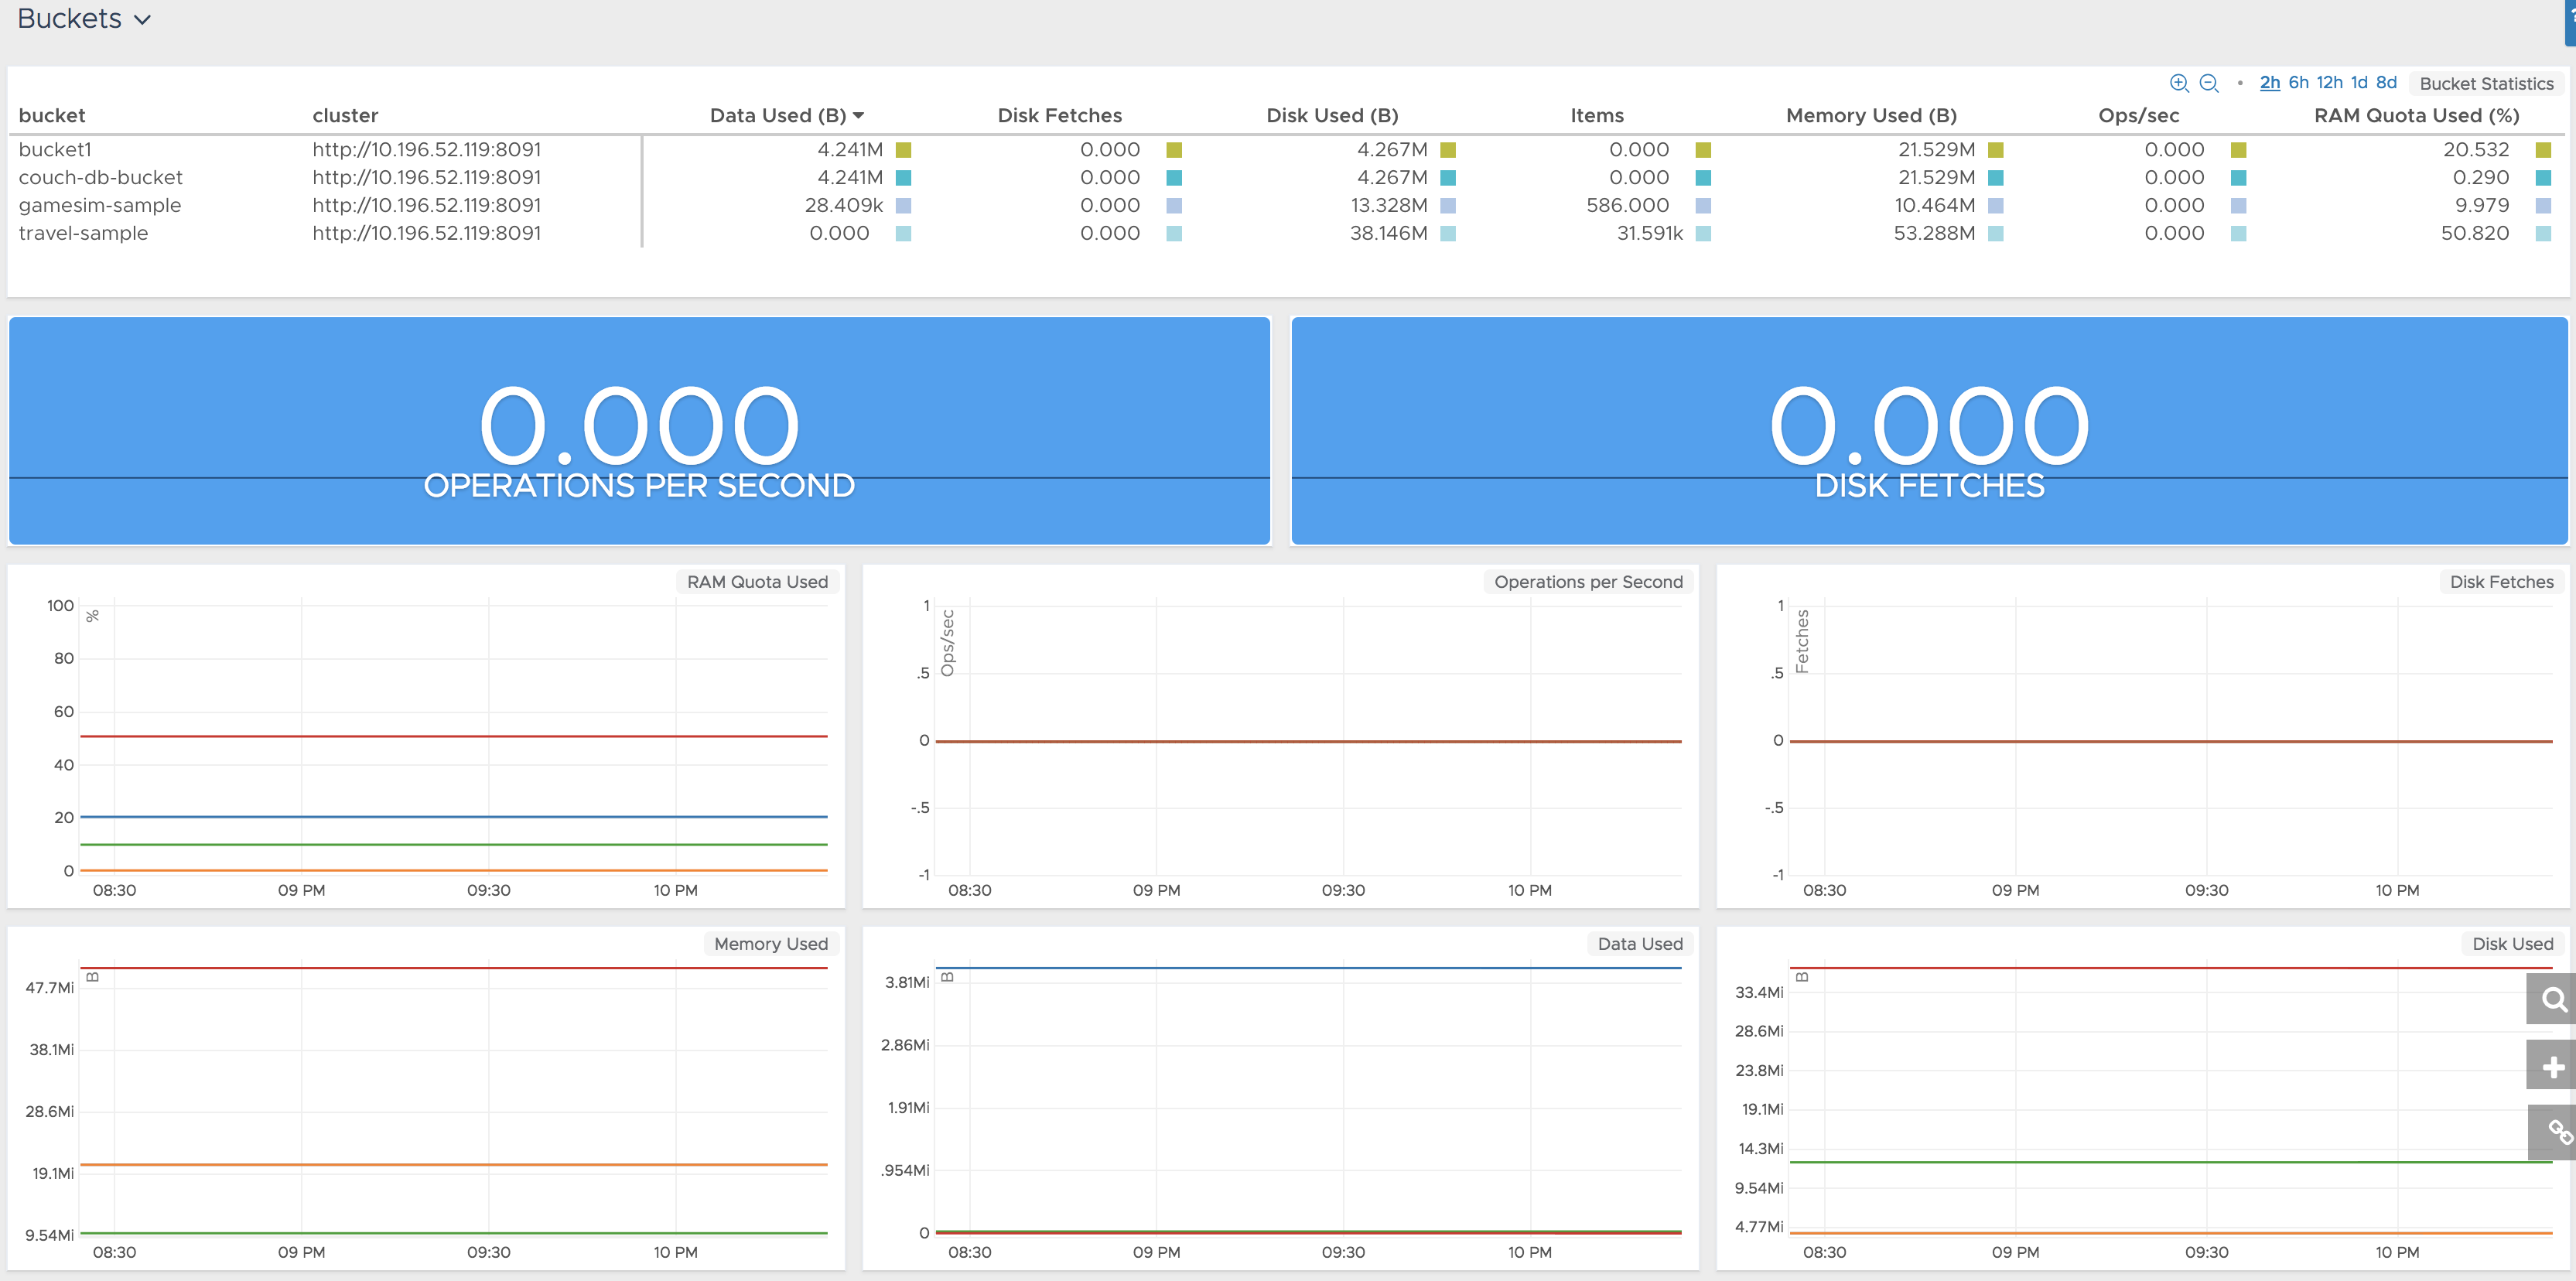 Buckets
2h 6h 12h 1d 8d Bucket Statistics
bucket cluster Data Used (B) Disk Fetches Disk Used (B) Items Memory Used (B) Ops/sec RAM Quota Used (%)
bucket1 http://10.196.52.119:8091 4.241M 0.000 4.267M 0.000 21.529M 0.000 20.532
couch-db-bucket http://10.196.52.119:8091 4.241M 0.000 4.267M 0.000 21.529M 0.000 0.290
gamesim-sample http://10.196.52.119:8091 28.409k 0.000 13.328M 586.000 10.464M 0.000 9.979
travel-sample http://10.196.52.119:8091 0.000 0.000 38.146M 31.591k 53.288M 0.000 50.820
0.000
OPERATIONS PER SECOND
0.000
DISK FETCHES
RAM Quota Used
%
100
80
60
40
20
0
08:30 09 PM 09:30 10 PM
Operations per Second
Ops/sec
1
.5
0
-.5
-1
08:30 09 PM 09:30 10 PM
Disk Fetches
Fetches
1
.5
0
-.5
-1
08:30 09 PM 09:30 10 PM
Memory Used
B
47.7Mi
38.1Mi
28.6Mi
19.1Mi
9.54Mi
08:30 09 PM 09:30 10 PM
Data Used
B
3.81Mi
2.86Mi
1.91Mi
.954Mi
0
08:30 09 PM 09:30 10 PM
Disk Used
B
33.4Mi
28.6Mi
23.8Mi
19.1Mi
14.3Mi
9.54Mi
4.77Mi
08:30 09 PM 09:30 10 PM